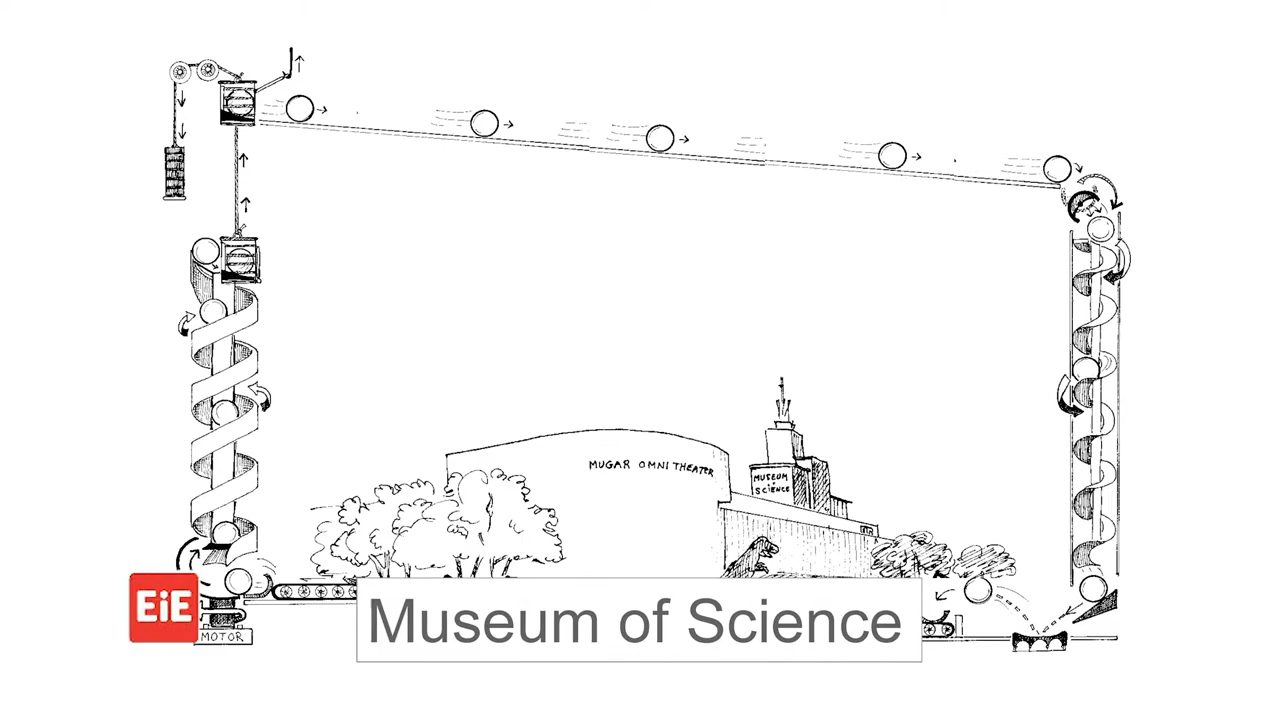 MUGAR OMNI THEATER
MUSEUM
of
SCIENCE
EiE
MOTOR
Museum of Science